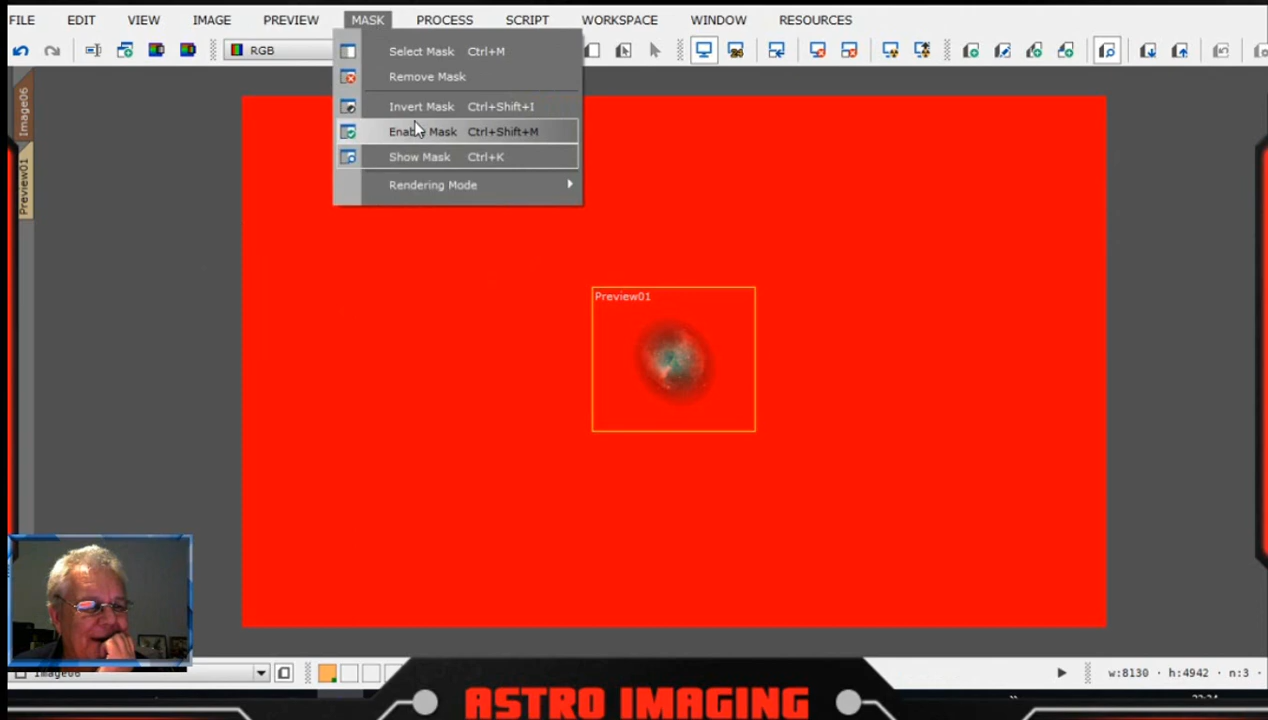 FILE EDIT VIEW IMAGE PREVIEW MASK PROCESS SCRIPT WORKSPACE WINDOW RESOURCES
RGB
Select Mask Ctrl+M
Remove Mask
Invert Mask Ctrl+Shift+I
Enable Mask Ctrl+Shift+M
Show Mask Ctrl+K
Rendering Mode
Image06
Preview01
Preview01
Image06
w:8130 · h:4942 · n:3
ASTRO IMAGING